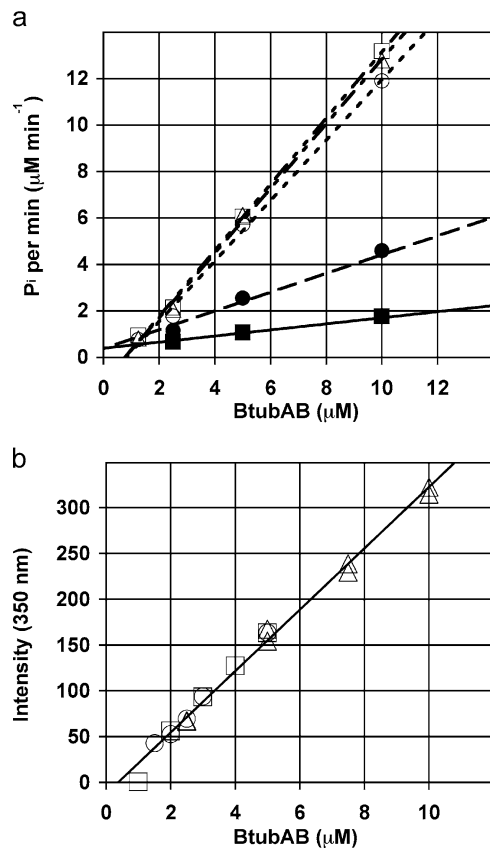 a
12
10
8
6
4
2
0
Pi per min (μM min⁻¹)
0 2 4 6 8 10 12
BtubAB (μM)
b
300
250
200
150
100
50
0
Intensity (350 nm)
0 2 4 6 8 10
BtubAB (μM)